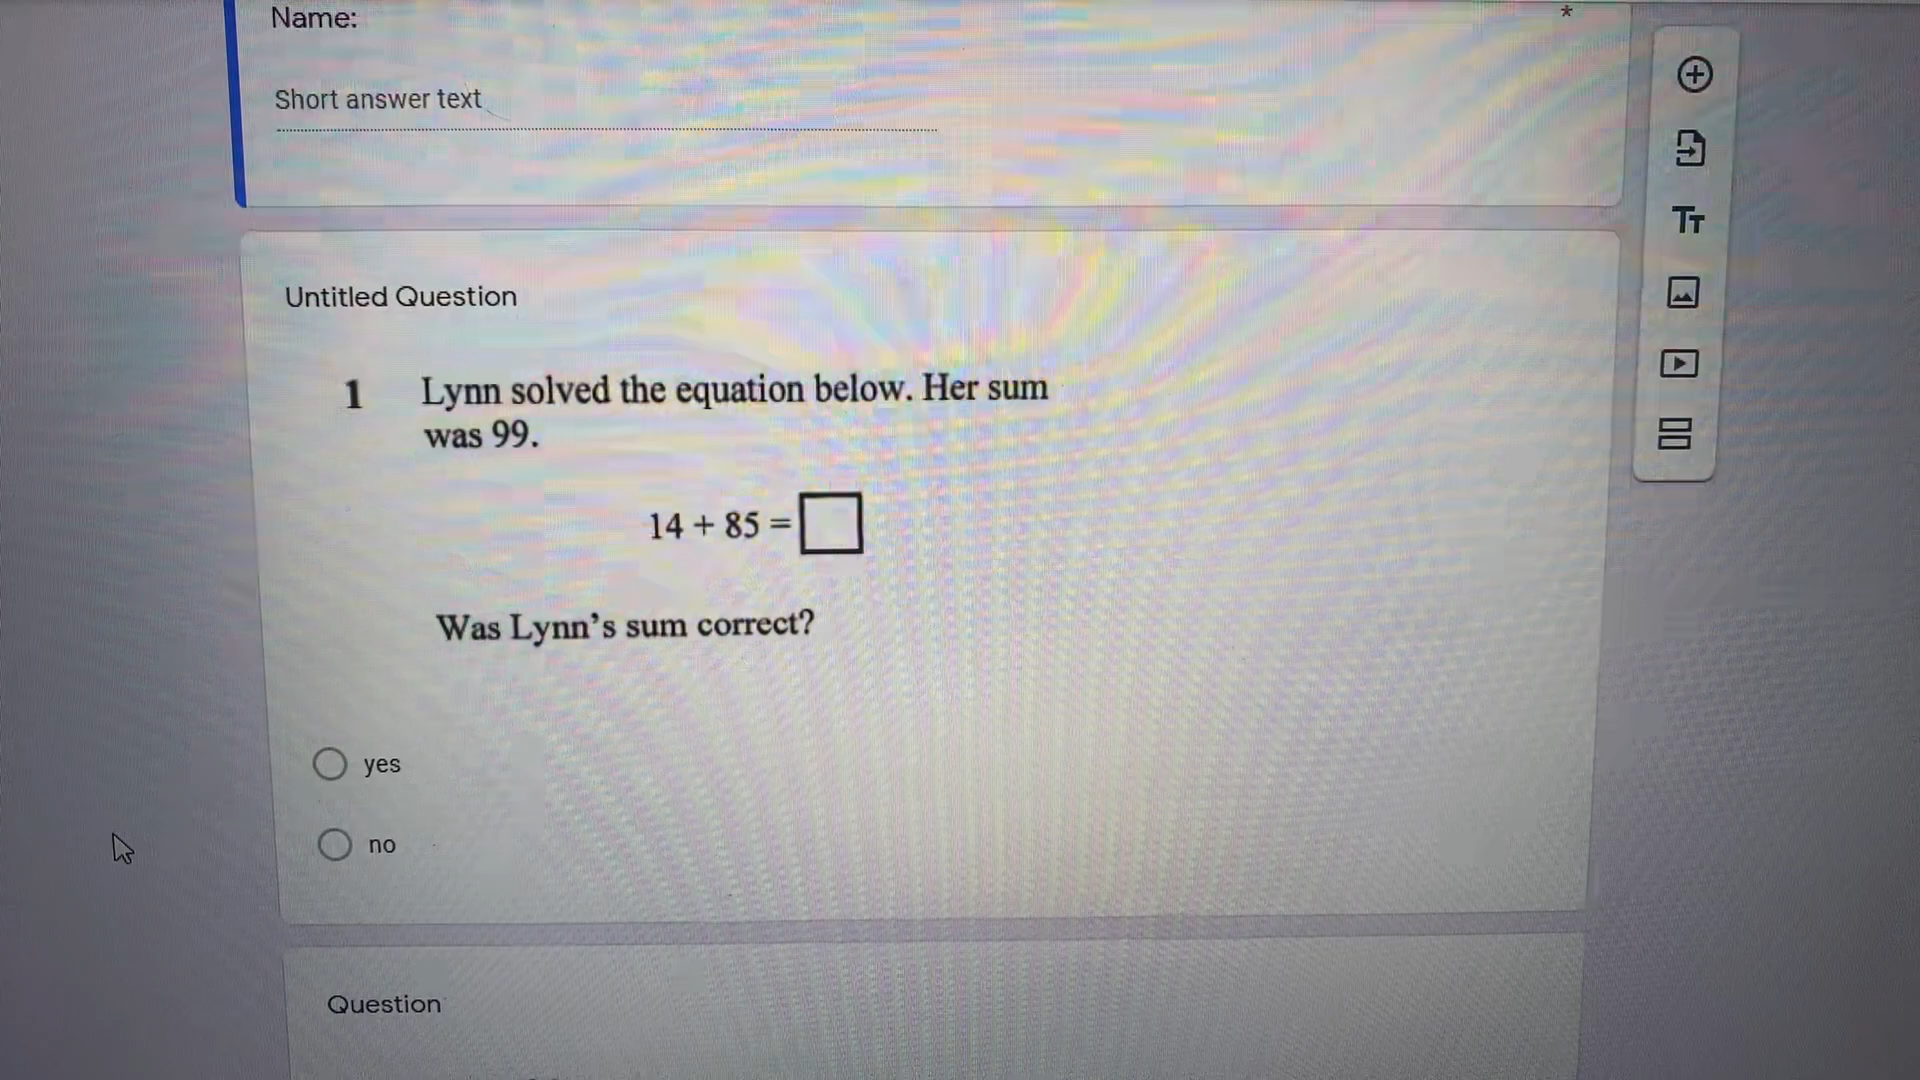 Name:
*
Short answer text
Untitled Question
1 Lynn solved the equation below. Her sum
was 99.
14 + 85 =
Was Lynn's sum correct?
yes
no
Question